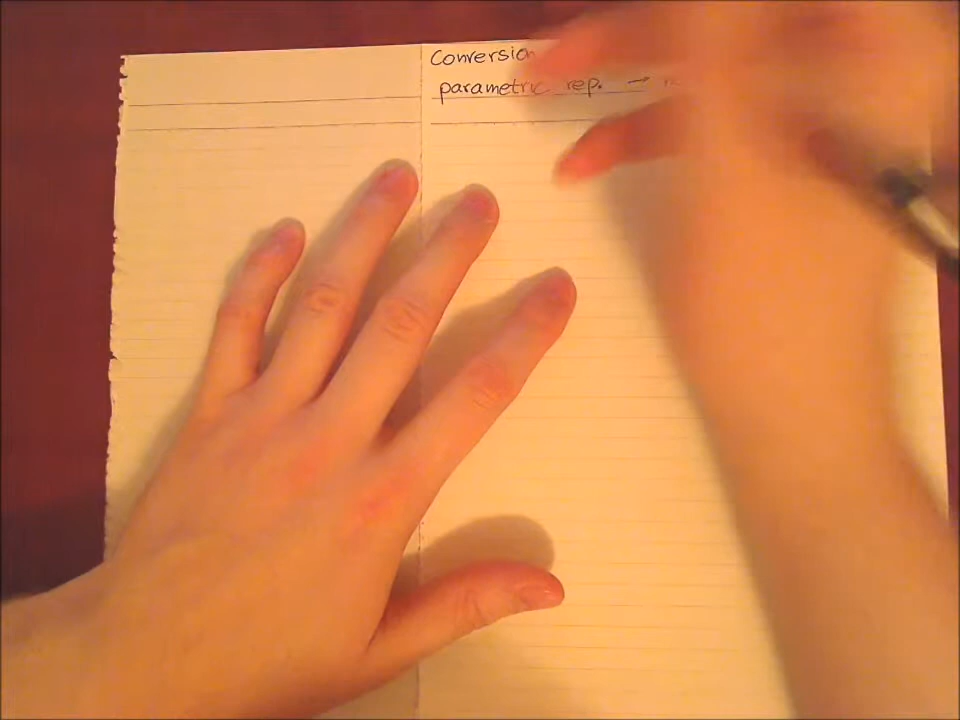 Conversion
parametric rep. →